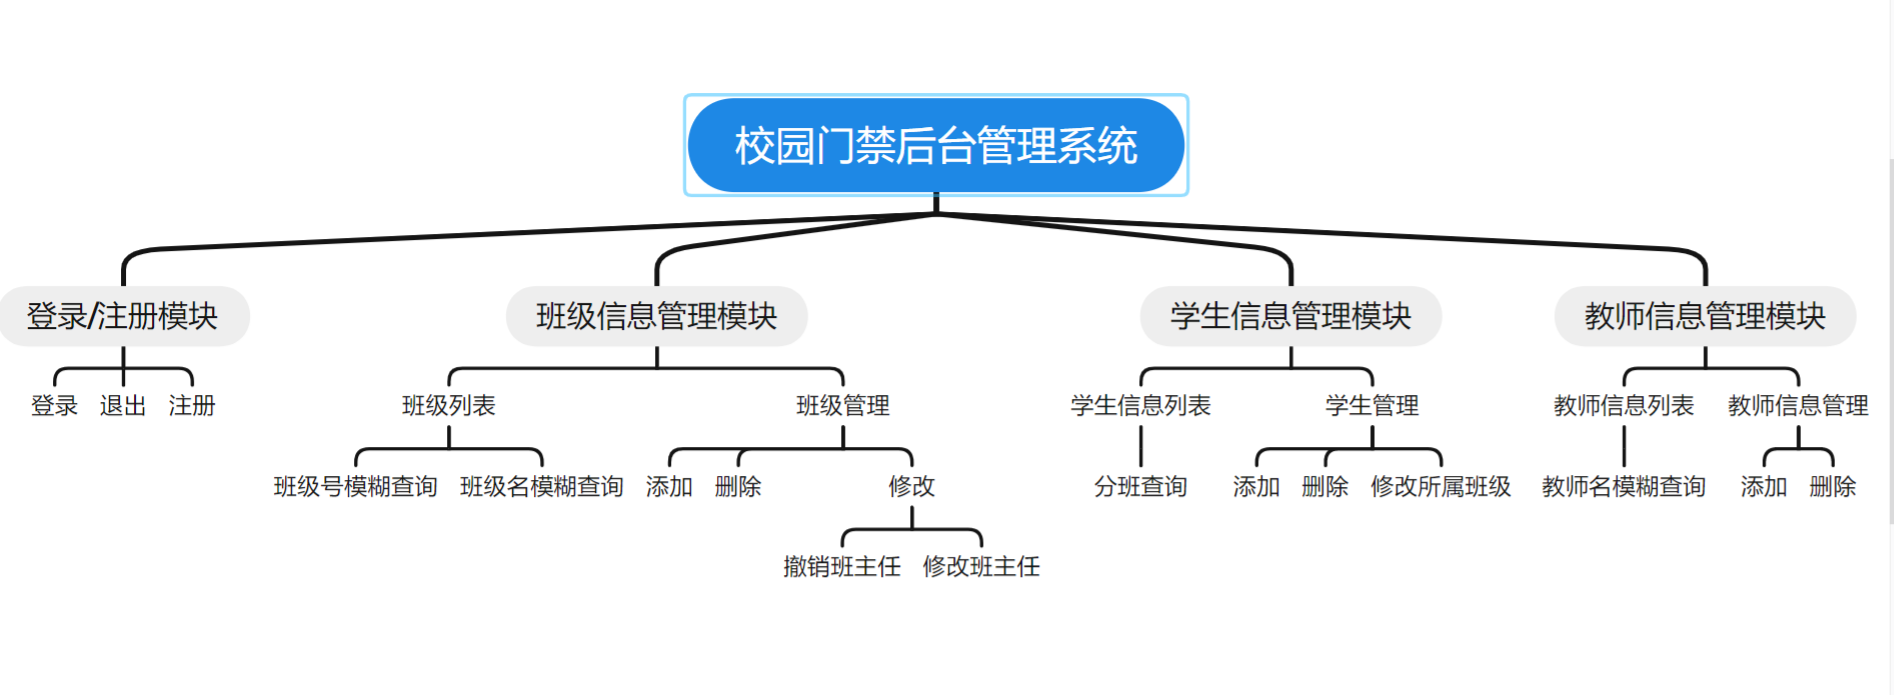 校园门禁后台管理系统
登录/注册模块
班级信息管理模块
学生信息管理模块
教师信息管理模块
登录 退出 注册
班级列表
班级管理
学生信息列表
学生管理
教师信息列表
教师信息管理
班级号模糊查询
班级名模糊查询
添加
删除
修改
分班查询
添加
删除
修改所属班级
教师名模糊查询
添加
删除
撤销班主任
修改班主任